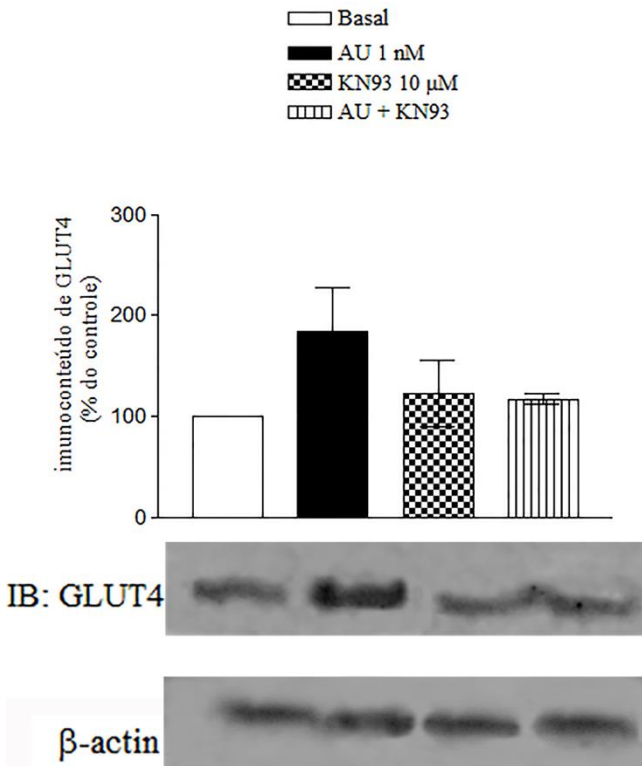 Basal
AU 1 nM
KN93 10 µM
AU + KN93
imunoconteúdo de GLUT4
(% do controle)
300
200
100
0
IB: GLUT4
β-actin